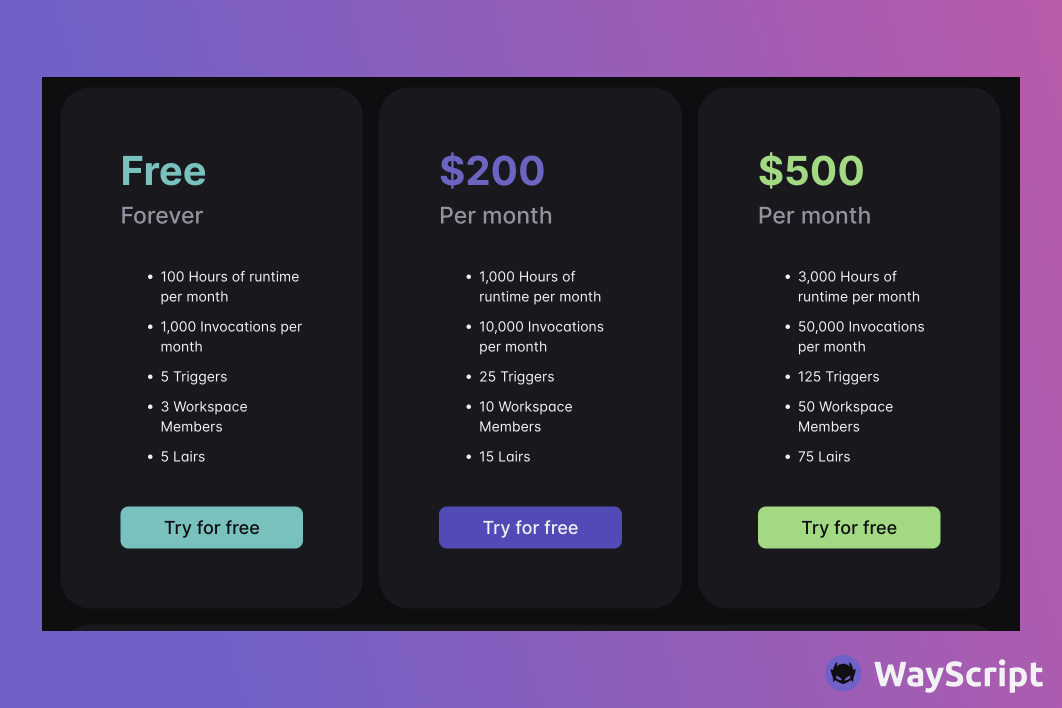 Free
Forever
• 100 Hours of runtime
per month
• 1,000 Invocations per
month
• 5 Triggers
• 3 Workspace
Members
• 5 Lairs
Try for free
$200
Per month
• 1,000 Hours of
runtime per month
• 10,000 Invocations
per month
• 25 Triggers
• 10 Workspace
Members
• 15 Lairs
Try for free
$500
Per month
• 3,000 Hours of
runtime per month
• 50,000 Invocations
per month
• 125 Triggers
• 50 Workspace
Members
• 75 Lairs
Try for free
WayScript